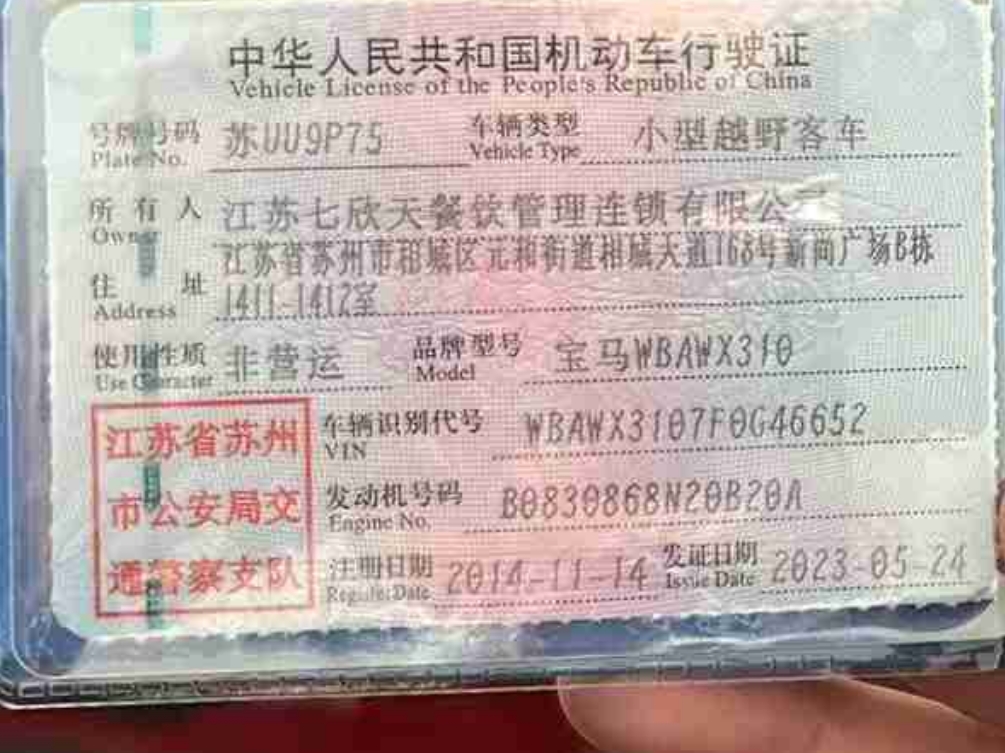 中华人民共和国机动车行驶证
Vehicle License of the People's Republic of China
号牌号码 苏UU9P75 车辆类型 小型越野客车
Plate No. Vehicle Type
所有人 江苏七欣天餐饮管理连锁有限公
Owner
江苏省苏州市相城区元和街道相城大道168号新尚广场B栋
住址 1411-1412室
Address
使用性质 非营运 品牌型号 宝马WBAWX310
Use Character Model
江苏省苏州 车辆识别代号 WBAWX3107F0G46652
VIN
市公安局交 发动机号码 B0830868N20B20A
Engine No.
通警察支队 注册日期 2014-11-14 发证日期 2023-05-24
Register Date Issue Date